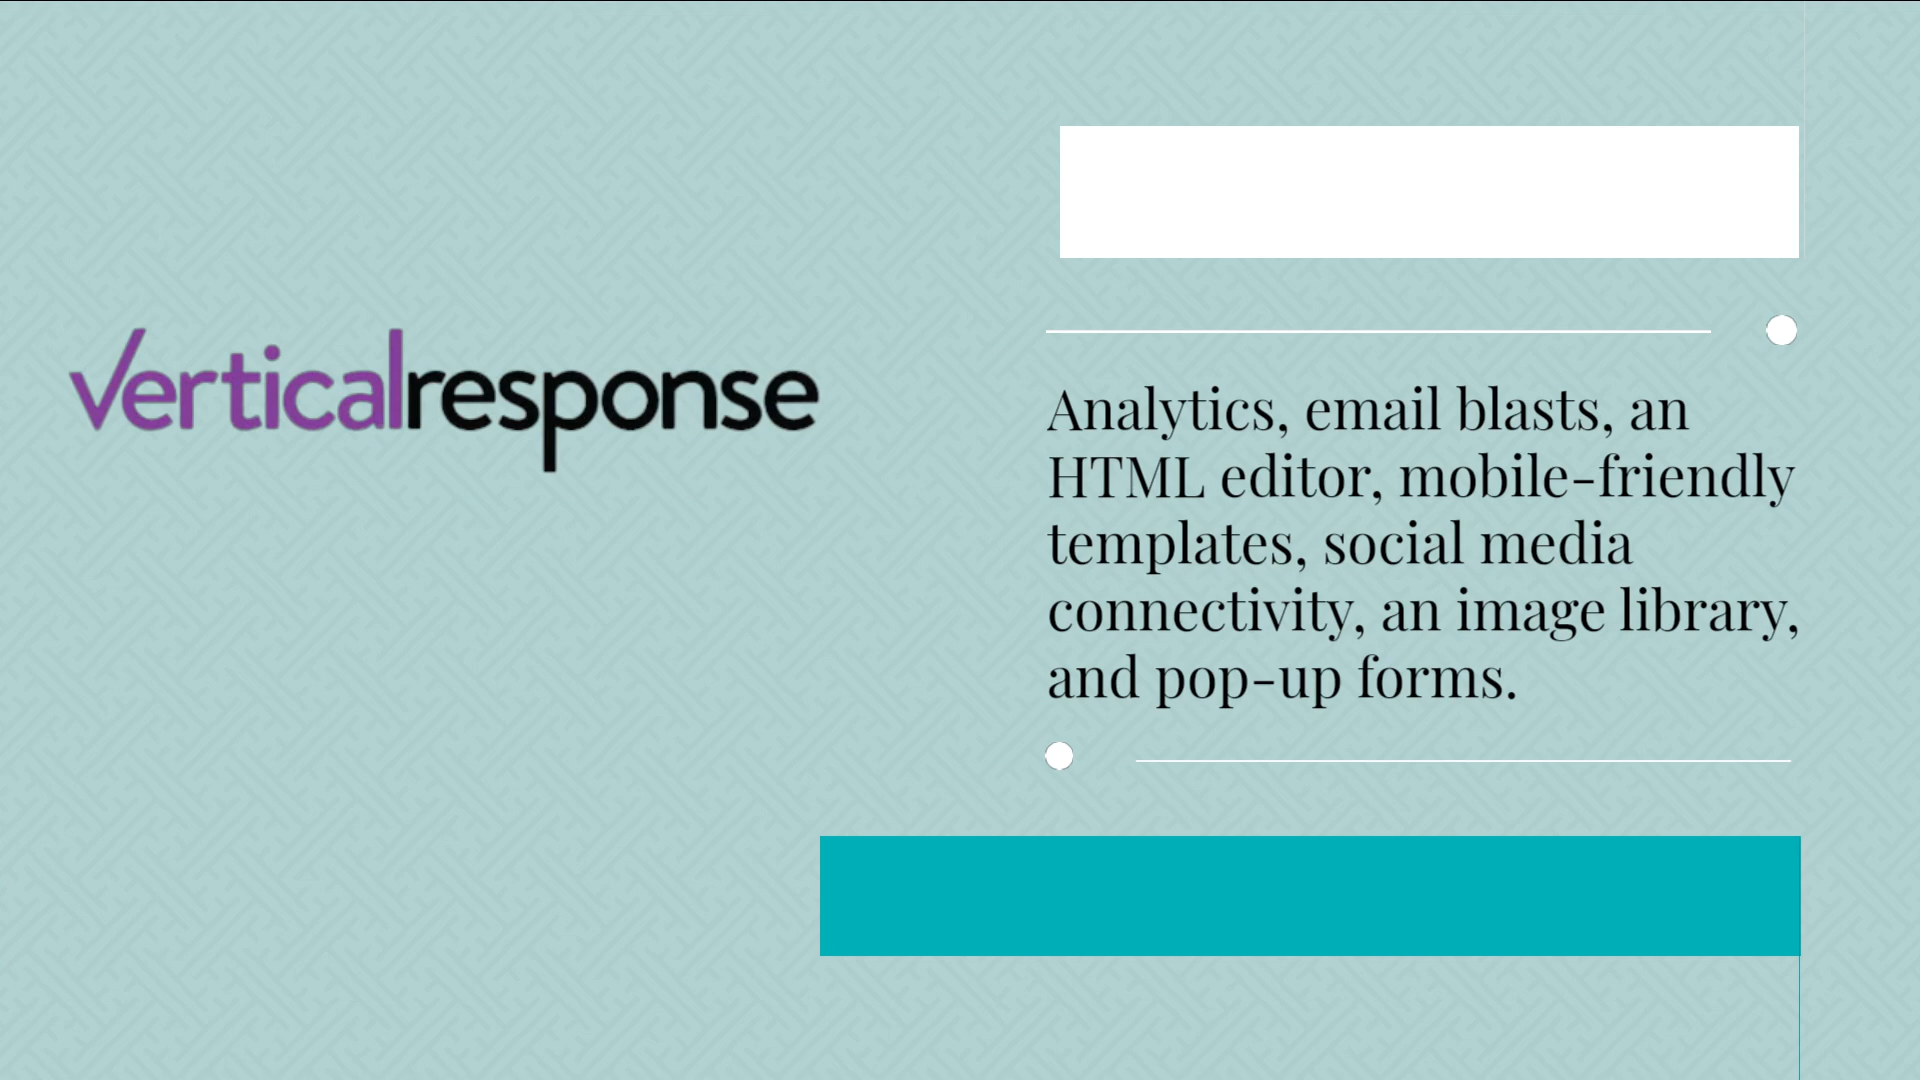 verticalresponse
Analytics, email blasts, an
HTML editor, mobile-friendly
templates, social media
connectivity, an image library,
and pop-up forms.